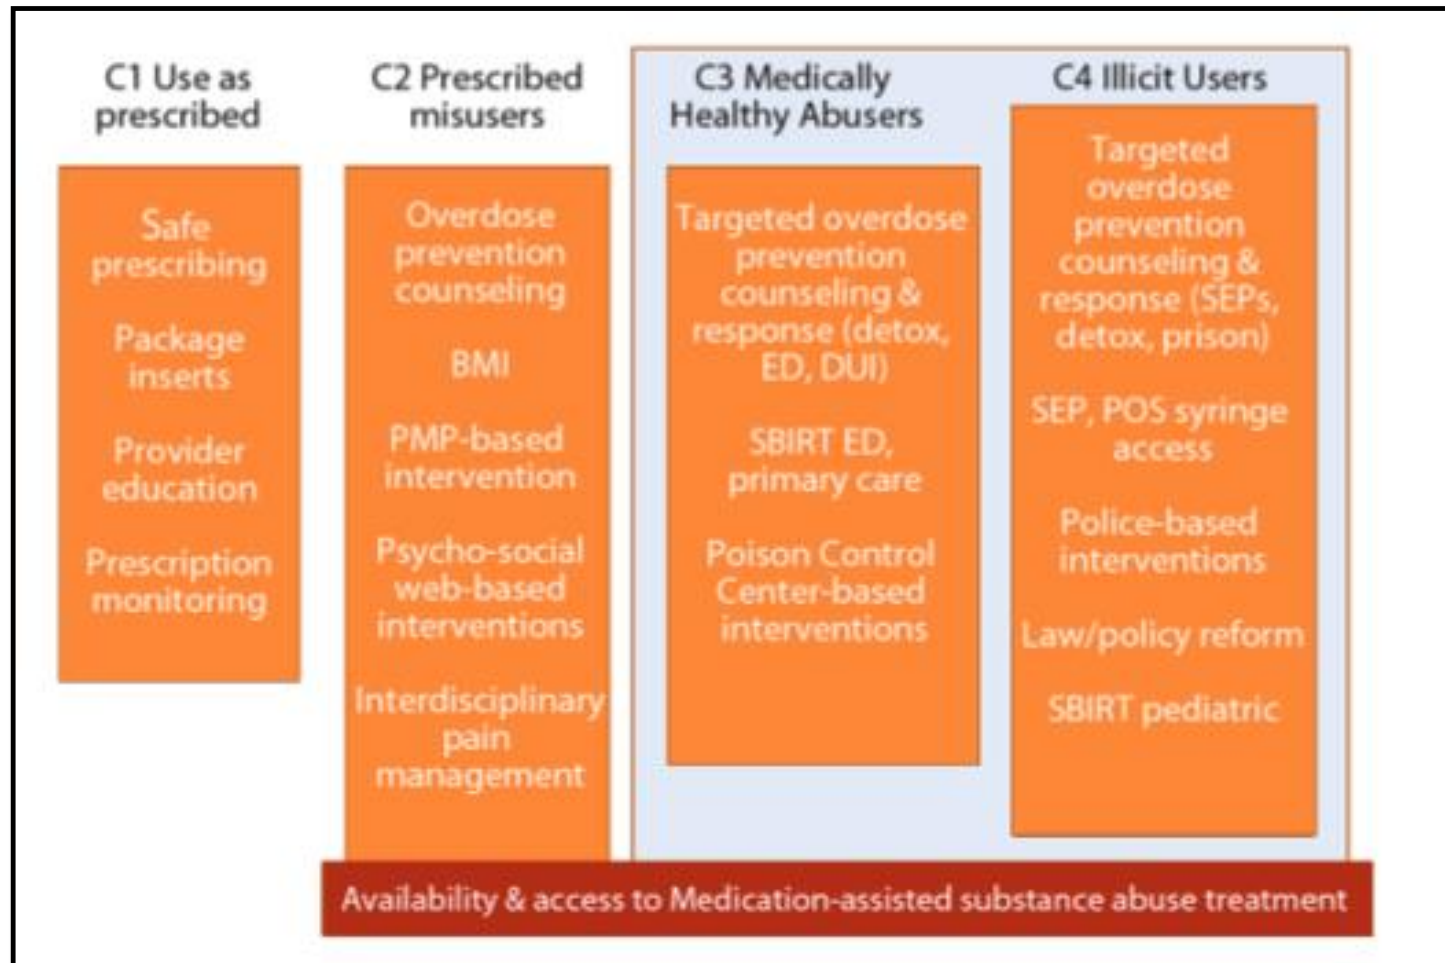 C1 Use as
prescribed
Safe
prescribing
Package
inserts
Provider
education
Prescription
monitoring
C2 Prescribed
misusers
Overdose
prevention
counseling
BMI
PMP-based
intervention
Psycho-social
web-based
interventions
Interdisciplinary
pain
management
C3 Medically
Healthy Abusers
Targeted overdose
prevention
counseling &
response (detox,
ED, DUI)
SBIRT ED,
primary care
Poison Control
Center-based
interventions
C4 Illicit Users
Targeted
overdose
prevention
counseling &
response (SEPs,
detox, prison)
SEP, POS syringe
access
Police-based
interventions
Law/policy reform
SBIRT pediatric
Availability & access to Medication-assisted substance abuse treatment